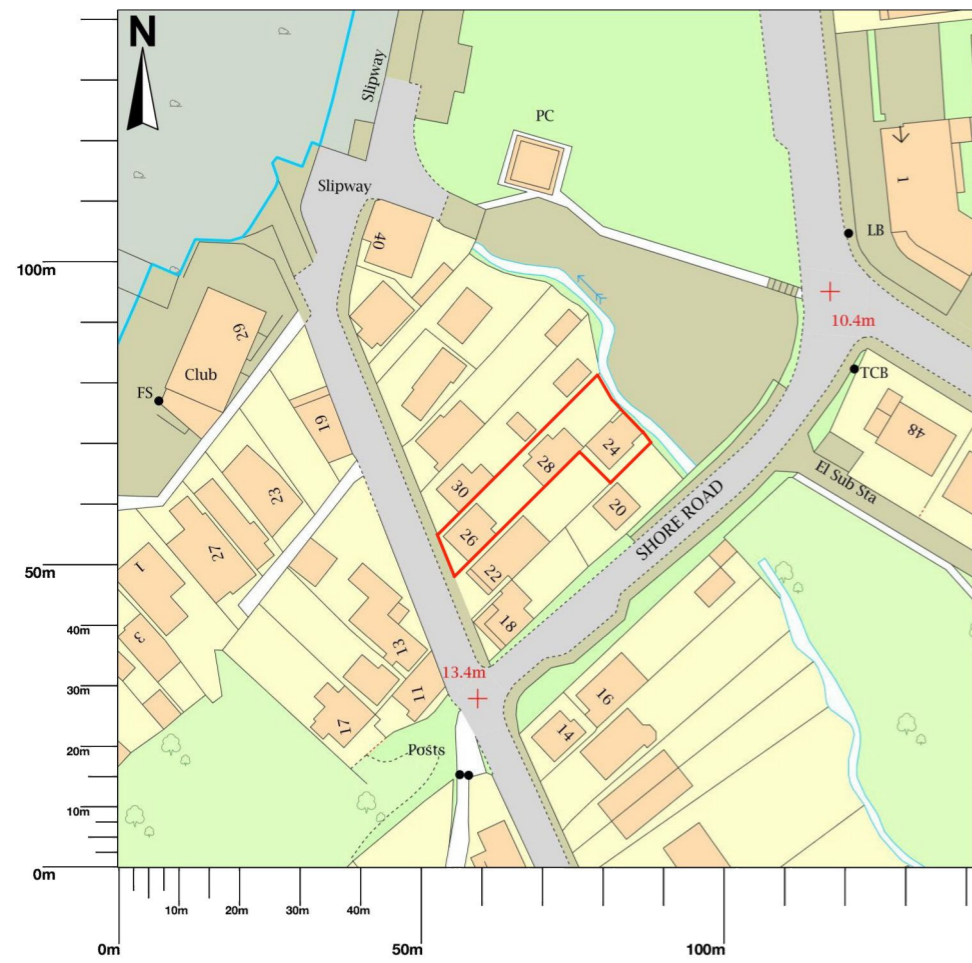 N
Slipway
PC
Slipway
40
1
LB
100m
10.4m
29
Club
FS
TCB
19
48
24
28
El Sub Sta
30
23
20
SHORE ROAD
26
27
22
50m
1
18
40m
3
13
13.4m
30m
11
16
17
14
20m
Posts
10m
0m
10m
20m
30m
40m
0m
50m
100m